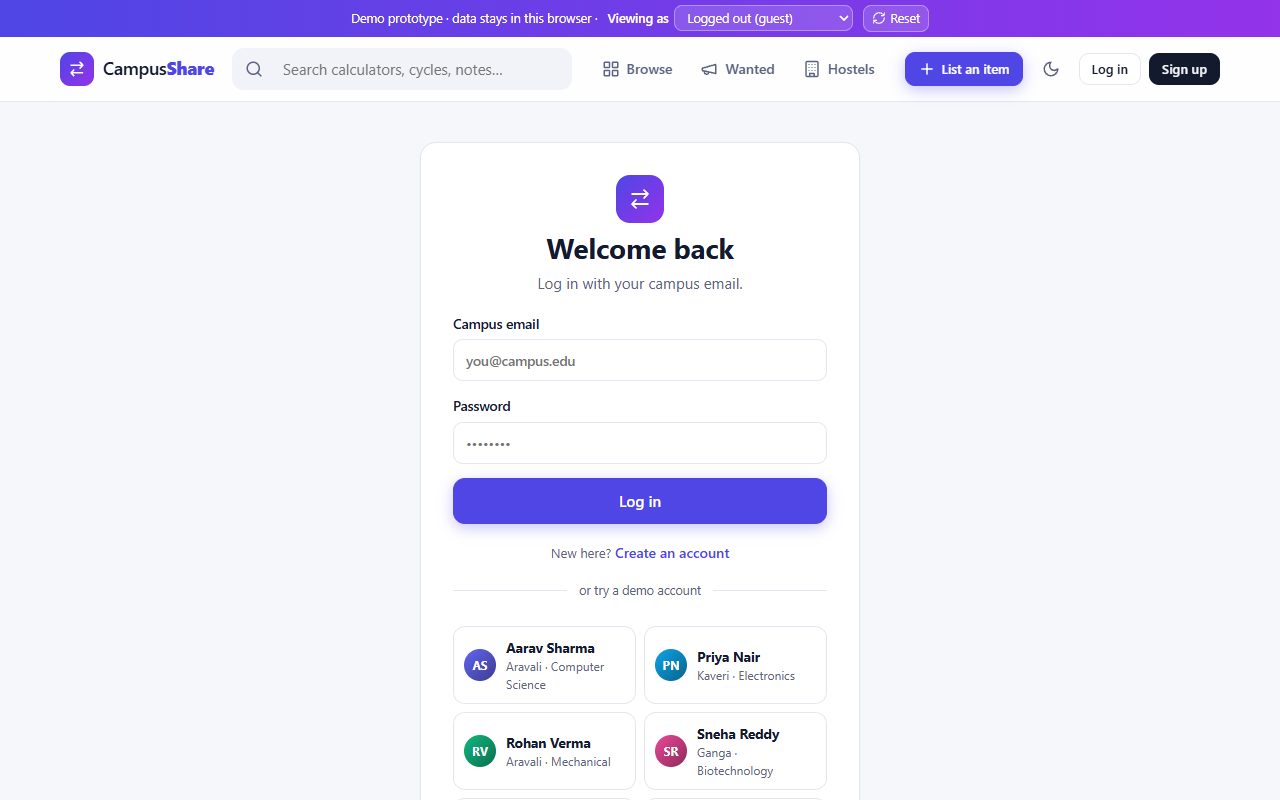 Demo prototype · data stays in this browser · Viewing as Logged out (guest) Reset
CampusShare Search calculators, cycles, notes... Browse Wanted Hostels List an item Log in Sign up
Welcome back
Log in with your campus email.
Campus email
you@campus.edu
Password
••••••••
Log in
New here? Create an account
or try a demo account
AS Aarav Sharma
Aravali · Computer
Science
PN Priya Nair
Kaveri · Electronics
RV Rohan Verma
Aravali · Mechanical
SR Sneha Reddy
Ganga ·
Biotechnology